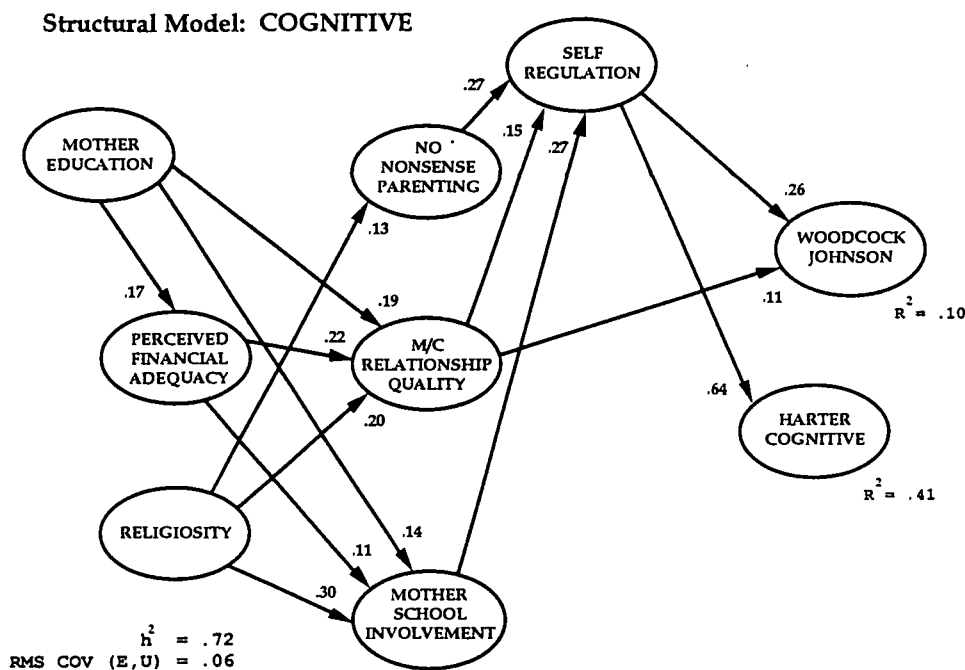 Structural Model: COGNITIVE
SELF
REGULATION
.27
MOTHER
EDUCATION
NO
NONSENSE
PARENTING
.15
.27
.13
.26
WOODCOCK
JOHNSON
.17
.19
.11
R² = .10
PERCEIVED
FINANCIAL
ADEQUACY
.22
M/C
RELATIONSHIP
QUALITY
.20
.64
HARTER
COGNITIVE
R² = .41
RELIGIOSITY
.11
.14
.30
MOTHER
SCHOOL
INVOLVEMENT
h² = .72
RMS COV (E,U) = .06